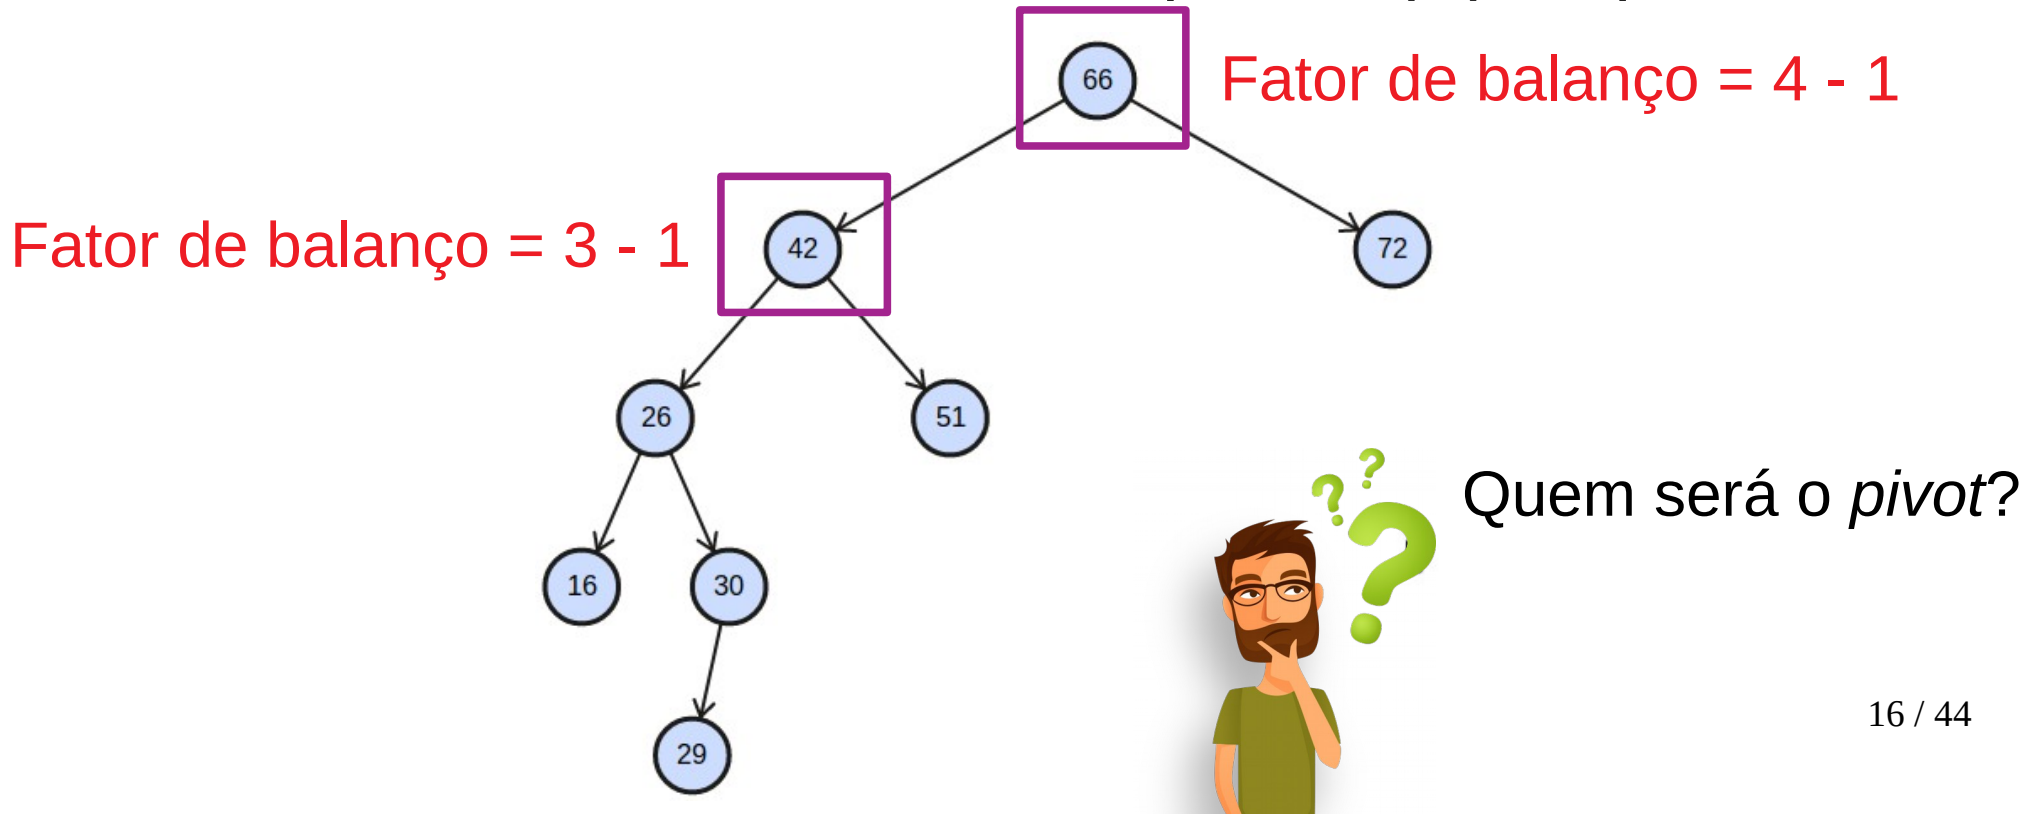 66
Fator de balanço = 4 - 1
Fator de balanço = 3 - 1
42
72
26
51
Quem será o pivot?
16
30
29
16 / 44